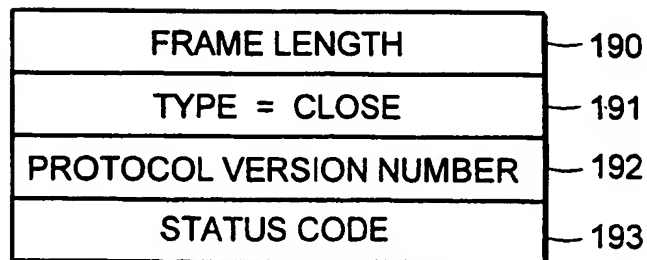 FRAME LENGTH 190
TYPE = CLOSE 191
PROTOCOL VERSION NUMBER 192
STATUS CODE 193